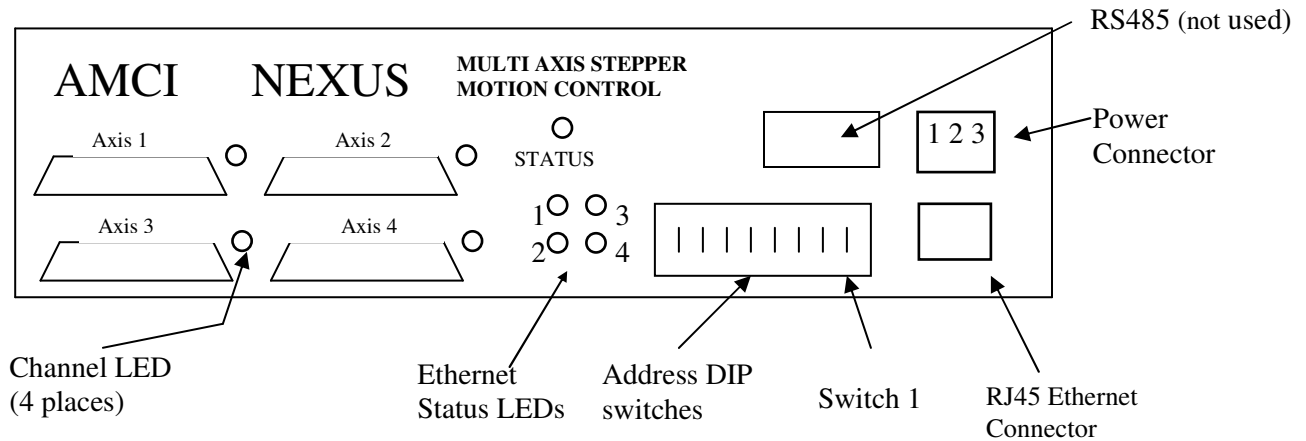 RS485 (not used)
AMCI NEXUS
MULTI AXIS STEPPER
MOTION CONTROL
Axis 1
Axis 2
STATUS
1 2 3
Power
Connector
Axis 3
Axis 4
1 3
2 4
Channel LED
(4 places)
Ethernet
Status LEDs
Address DIP
switches
Switch 1
RJ45 Ethernet
Connector